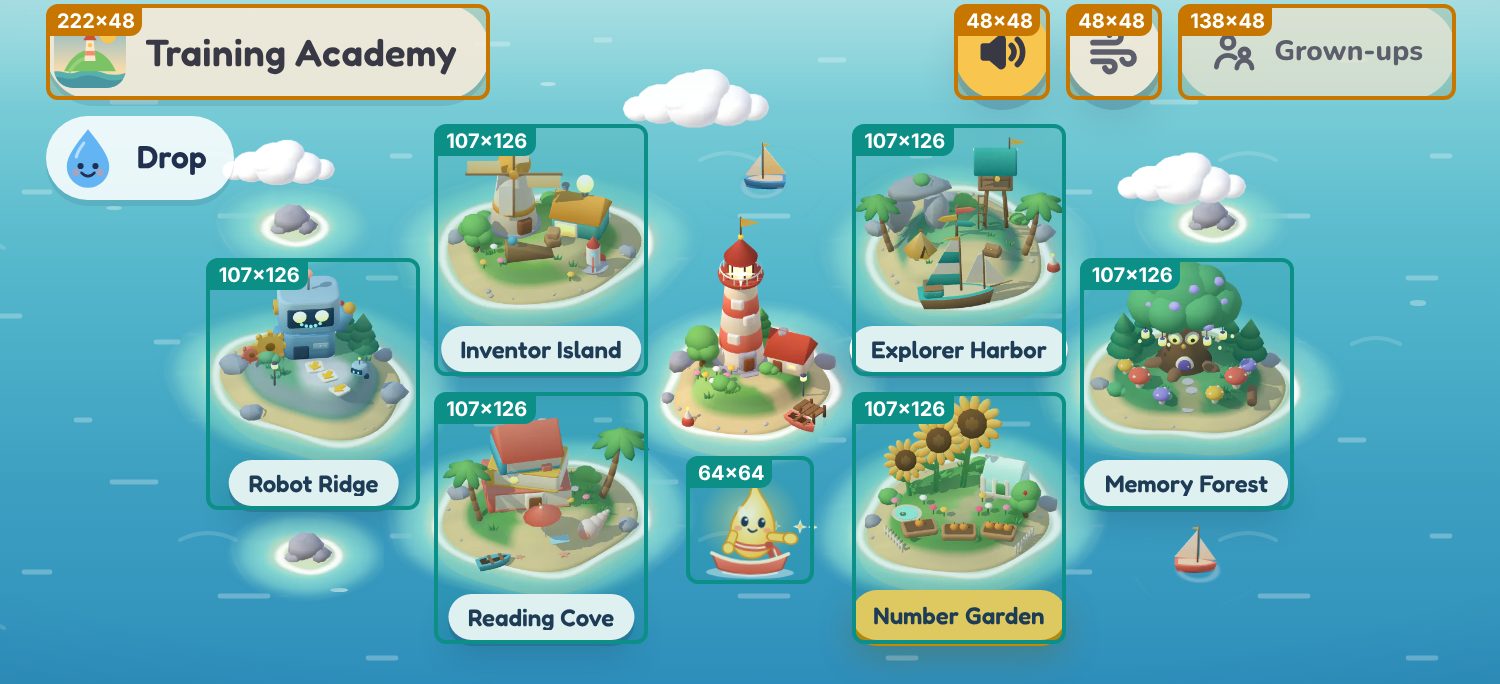 222×48
Training Academy
48×48
48×48
138×48
Grown-ups
Drop
107×126
Inventor Island
107×126
Explorer Harbor
107×126
Robot Ridge
107×126
Memory Forest
107×126
Reading Cove
64×64
107×126
Number Garden